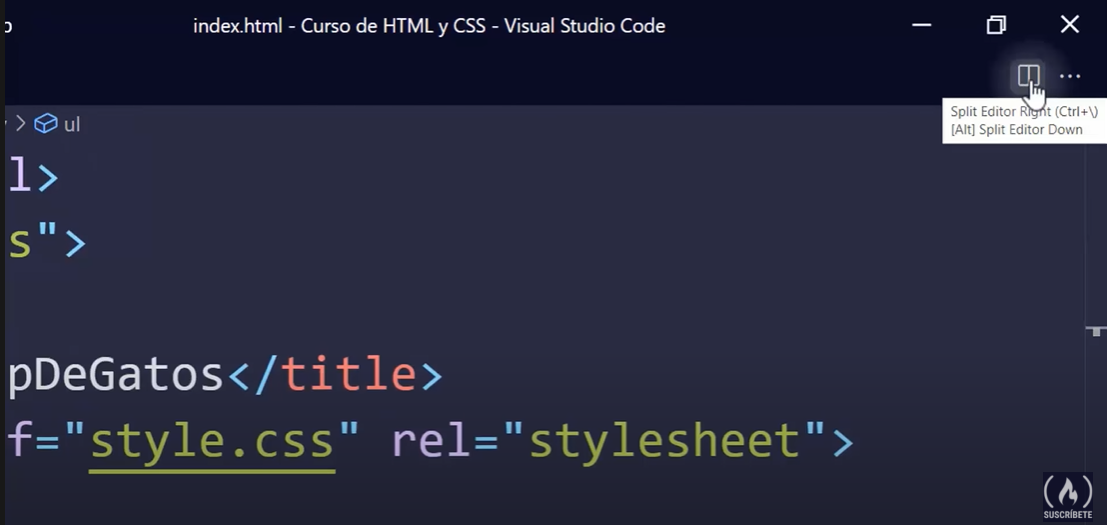 index.html - Curso de HTML y CSS - Visual Studio Code
Split Editor Right (Ctrl+\)
[Alt] Split Editor Down
> ul
l>
s">
pDeGatos</title>
f="style.css" rel="stylesheet">
SUSCRÍBETE